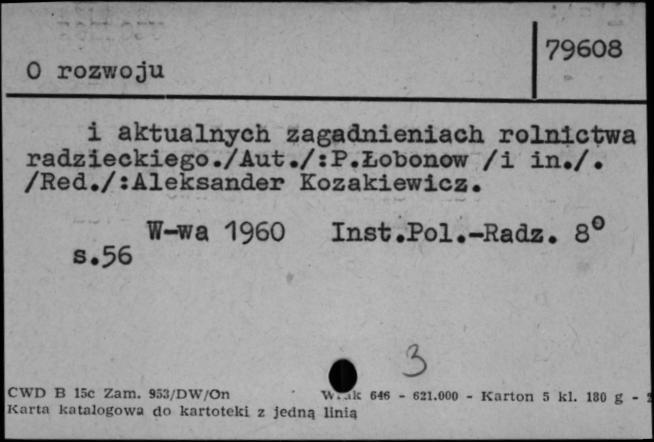 79608
O rozwoju
i aktualnych zagadnieniach rolnictwa
radzieckiego./Aut./:P.Łobonow /i in./.
/Red./:Aleksander Kozakiewicz.
W-wa 1960 Inst.Pol.-Radz. 8°
s.56
3
CWD B 15c Zam. 953/DW/On 646 - 621.000 - Karton 5 kl. 180 g -
Karta katalogowa do kartoteki z jedną linią